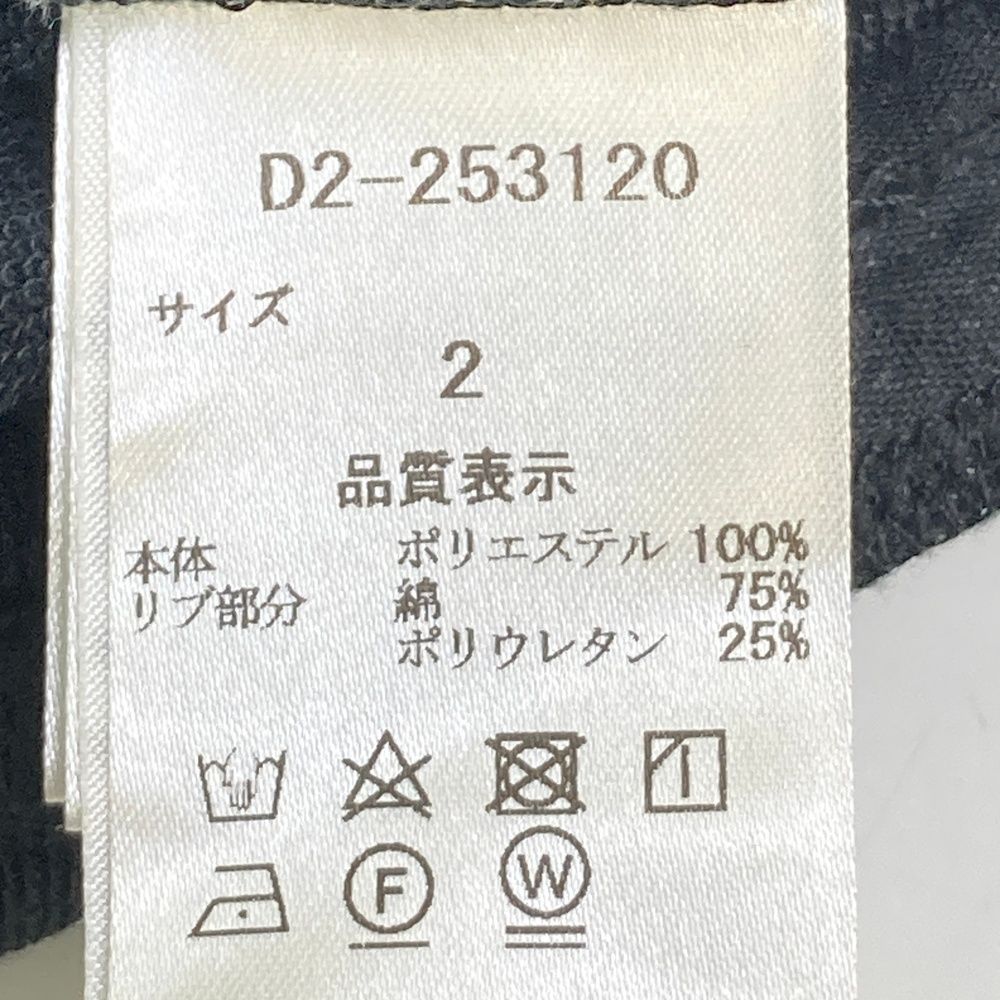 D2-253120
サイズ
2
品質表示
本体 ポリエステル 100%
リブ部分 綿 75%
ポリウレタン 25%
F W